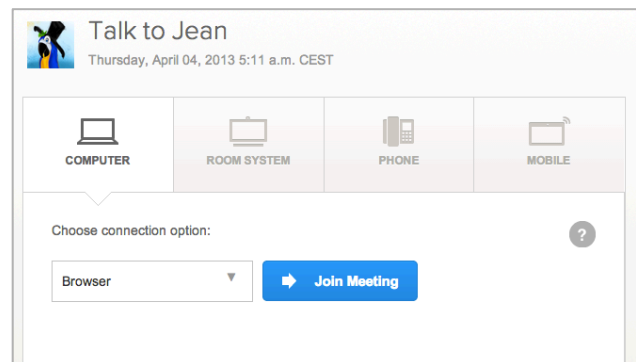 Talk to Jean
Thursday, April 04, 2013 5:11 a.m. CEST
COMPUTER
ROOM SYSTEM
PHONE
MOBILE
Choose connection option:
?
Browser
Join Meeting